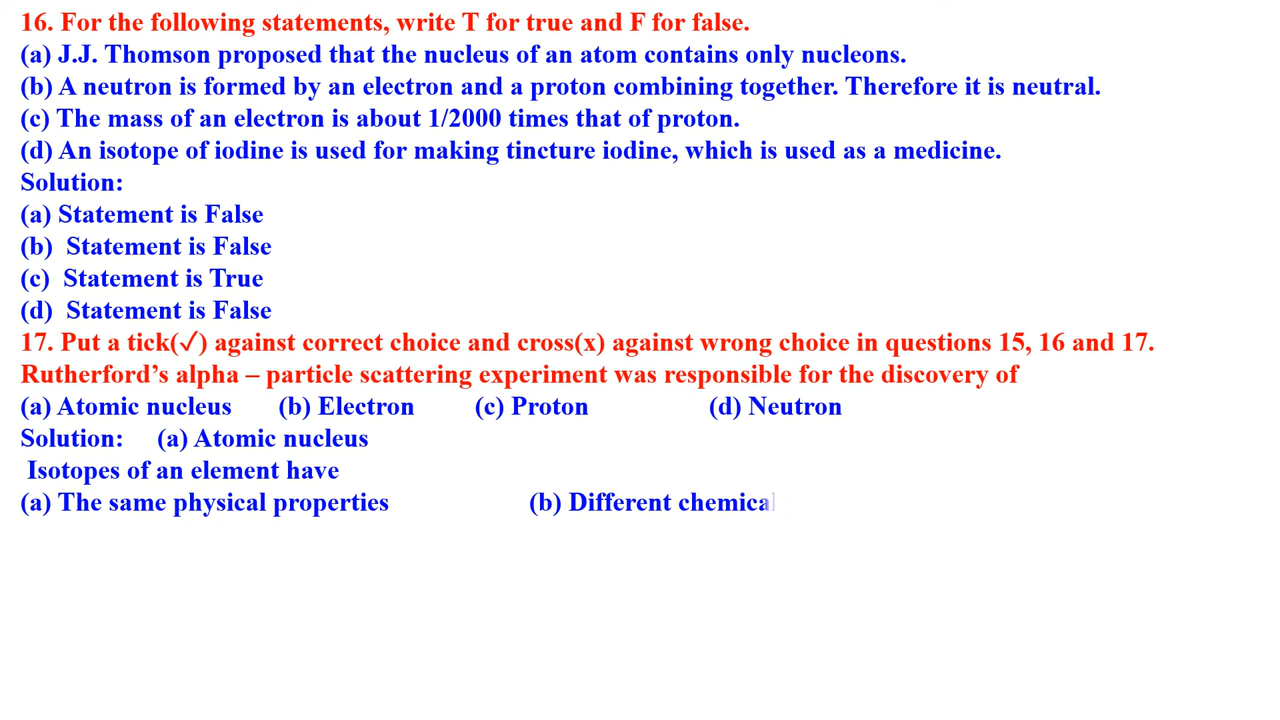 16. For the following statements, write T for true and F for false.
(a) J.J. Thomson proposed that the nucleus of an atom contains only nucleons.
(b) A neutron is formed by an electron and a proton combining together. Therefore it is neutral.
(c) The mass of an electron is about 1/2000 times that of proton.
(d) An isotope of iodine is used for making tincture iodine, which is used as a medicine.
Solution:
(a) Statement is False
(b) Statement is False
(c) Statement is True
(d) Statement is False
17. Put a tick(✓) against correct choice and cross(x) against wrong choice in questions 15, 16 and 17.
Rutherford’s alpha – particle scattering experiment was responsible for the discovery of
(a) Atomic nucleus (b) Electron (c) Proton (d) Neutron
Solution: (a) Atomic nucleus
Isotopes of an element have
(a) The same physical properties (b) Different chemical